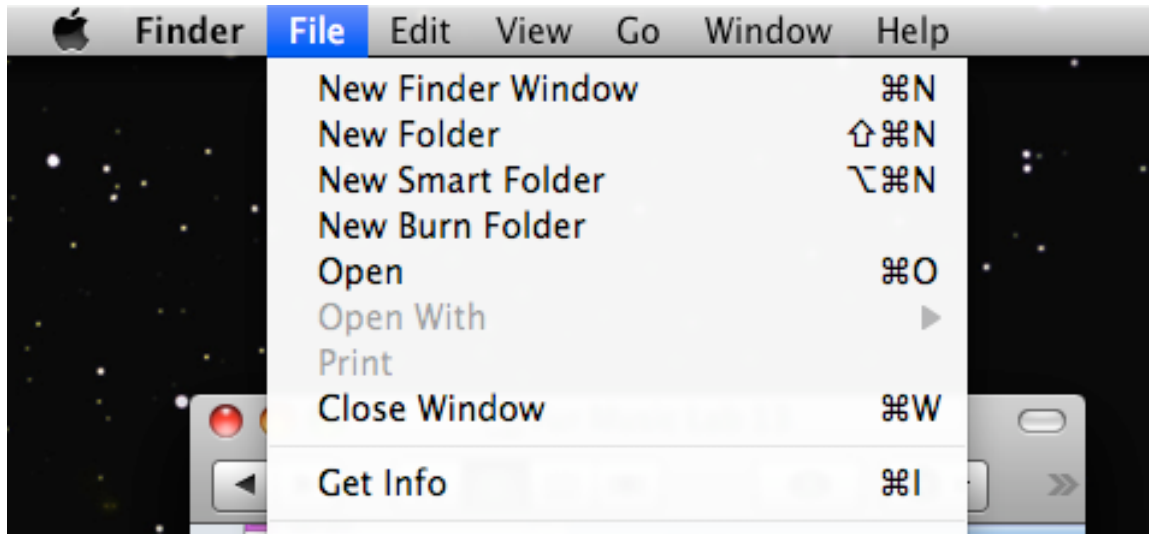 Finder File Edit View Go Window Help
New Finder Window ⌘N
New Folder ⇧⌘N
New Smart Folder ⌥⌘N
New Burn Folder
Open ⌘O
Open With ▶
Print
Close Window ⌘W
Get Info ⌘I